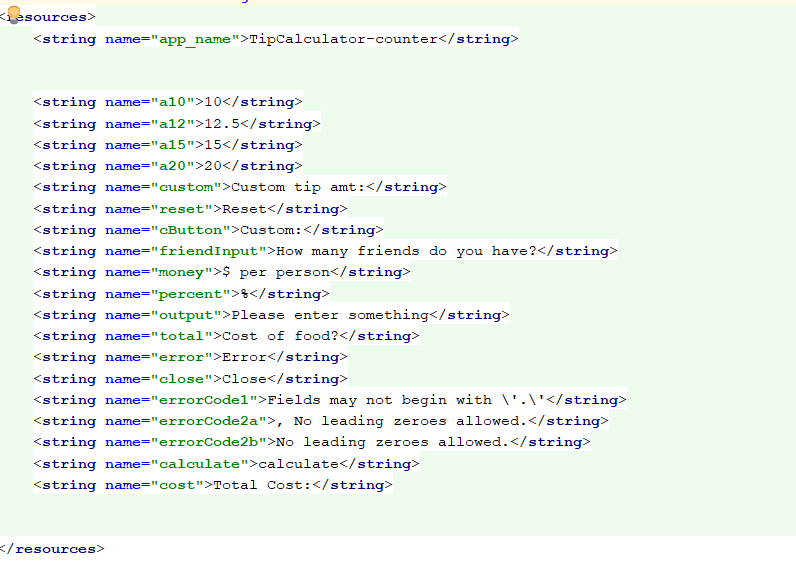 <resources>
<string name="app_name">TipCalculator-counter</string>
<string name="a10">10</string>
<string name="a12">12.5</string>
<string name="a15">15</string>
<string name="a20">20</string>
<string name="custom">Custom tip amt:</string>
<string name="reset">Reset</string>
<string name="cButton">Custom:</string>
<string name="friendInput">How many friends do you have?</string>
<string name="money">$ per person</string>
<string name="percent">%</string>
<string name="output">Please enter something</string>
<string name="total">Cost of food?</string>
<string name="error">Error</string>
<string name="close">Close</string>
<string name="errorCode1">Fields may not begin with \'.\'</string>
<string name="errorCode2a">, No leading zeroes allowed.</string>
<string name="errorCode2b">No leading zeroes allowed.</string>
<string name="calculate">calculate</string>
<string name="cost">Total Cost:</string>
</resources>